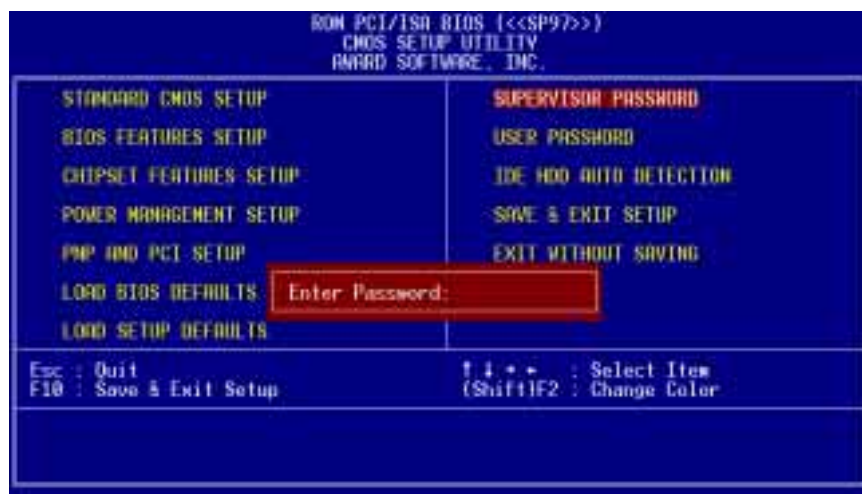 ROM PCI/ISA BIOS (<<SP97>>)
CMOS SETUP UTILITY
AWARD SOFTWARE, INC.
STANDARD CMOS SETUP
BIOS FEATURES SETUP
CHIPSET FEATURES SETUP
POWER MANAGEMENT SETUP
PNP AND PCI SETUP
LOAD BIOS DEFAULTS
LOAD SETUP DEFAULTS
SUPERVISOR PASSWORD
USER PASSWORD
IDE HDD AUTO DETECTION
SAVE & EXIT SETUP
EXIT WITHOUT SAVING
Enter Password:
Esc : Quit
F10 : Save & Exit Setup
↑ ↓ → ← : Select Item
(Shift)F2 : Change Color